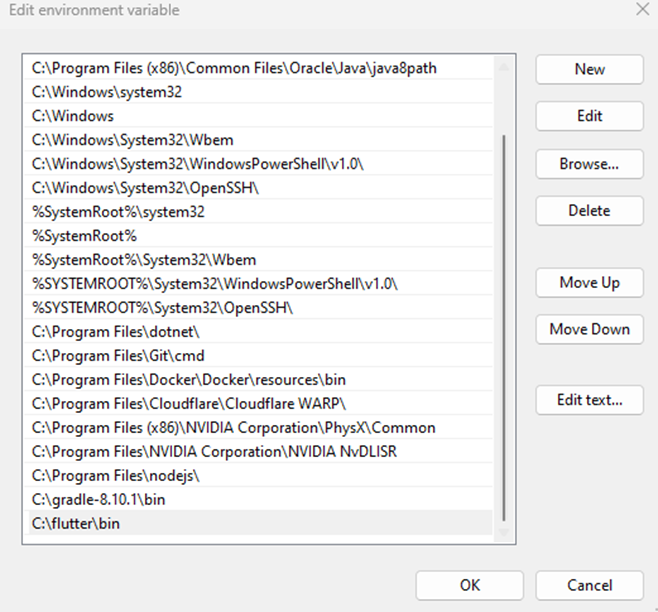 Edit environment variable
C:\Program Files (x86)\Common Files\Oracle\Java\java8path
C:\Windows\system32
C:\Windows
C:\Windows\System32\Wbem
C:\Windows\System32\WindowsPowerShell\v1.0\
C:\Windows\System32\OpenSSH\
%SystemRoot%\system32
%SystemRoot%
%SystemRoot%\System32\Wbem
%SYSTEMROOT%\System32\WindowsPowerShell\v1.0\
%SYSTEMROOT%\System32\OpenSSH\
C:\Program Files\dotnet\
C:\Program Files\Git\cmd
C:\Program Files\Docker\Docker\resources\bin
C:\Program Files\Cloudflare\Cloudflare WARP\
C:\Program Files (x86)\NVIDIA Corporation\PhysX\Common
C:\Program Files\NVIDIA Corporation\NVIDIA NvDLISR
C:\Program Files\nodejs\
C:\gradle-8.10.1\bin
C:\flutter\bin
New
Edit
Browse...
Delete
Move Up
Move Down
Edit text...
OK
Cancel